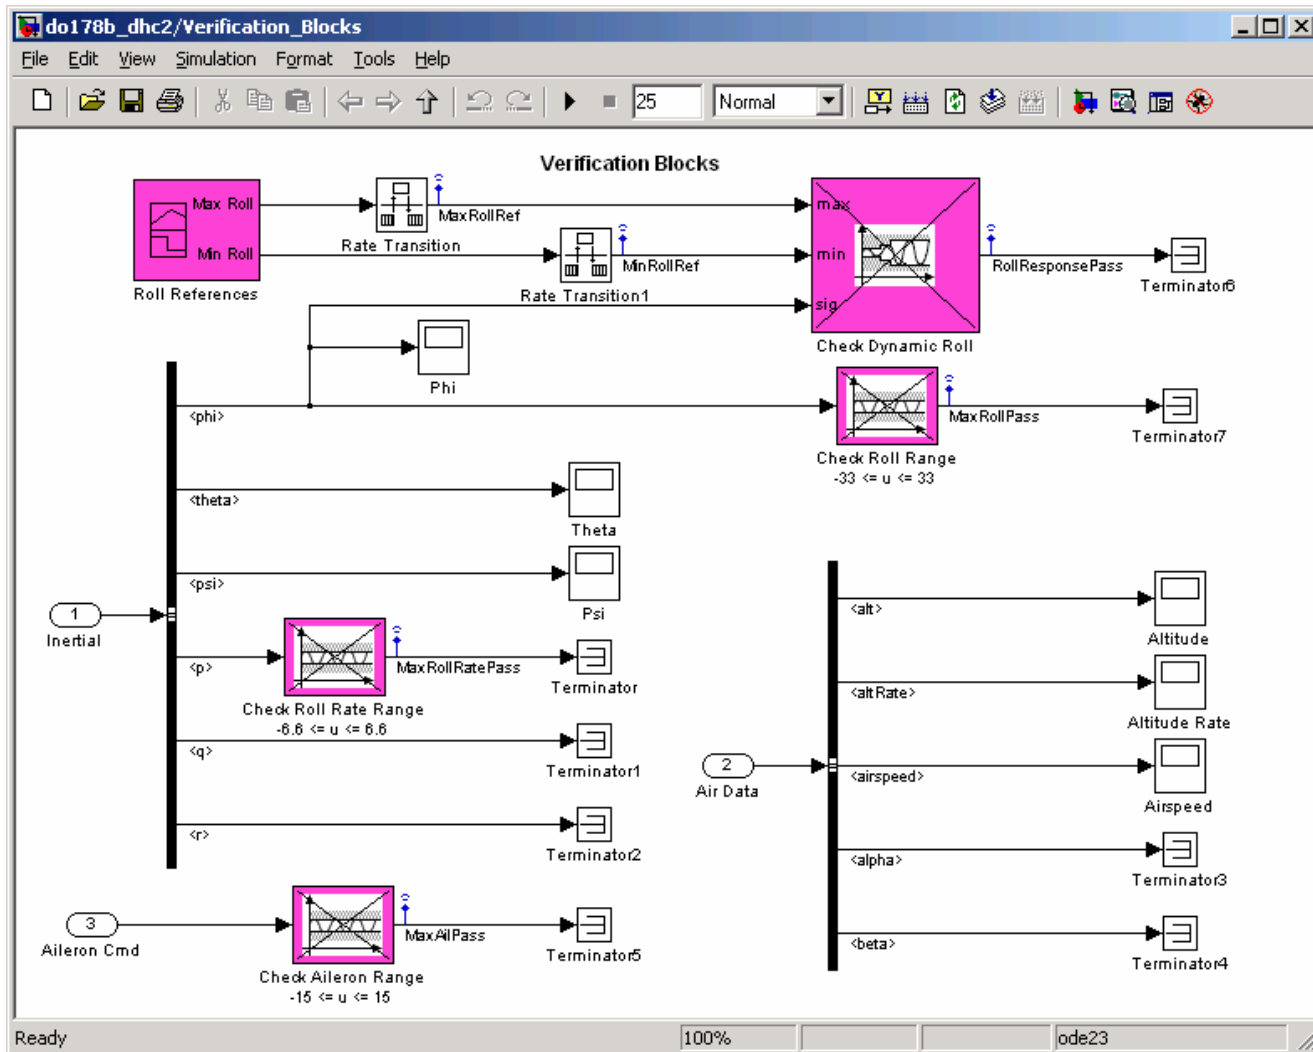 do178b_dhc2/Verification_Blocks
File Edit View Simulation Format Tools Help
25 Normal
Verification Blocks
Max Roll
Min Roll
Roll References
Rate Transition
MaxRollRef
Rate Transition1
MinRollRef
max
min
sig
Check Dynamic Roll
RollResponsePass
Terminator6
Phi
<phi>
Check Roll Range
-33 <= u <= 33
MaxRollPass
Terminator7
<theta>
Theta
<psi>
Psi
1
Inertial
<p>
Check Roll Rate Range
-6.6 <= u <= 6.6
MaxRollRatePass
Terminator
<q>
Terminator1
<r>
Terminator2
3
Aileron Cmd
Check Aileron Range
-15 <= u <= 15
MaxAilPass
Terminator5
2
Air Data
<alt>
Altitude
<altRate>
Altitude Rate
<airspeed>
Airspeed
<alpha>
Terminator3
<beta>
Terminator4
Ready 100% ode23